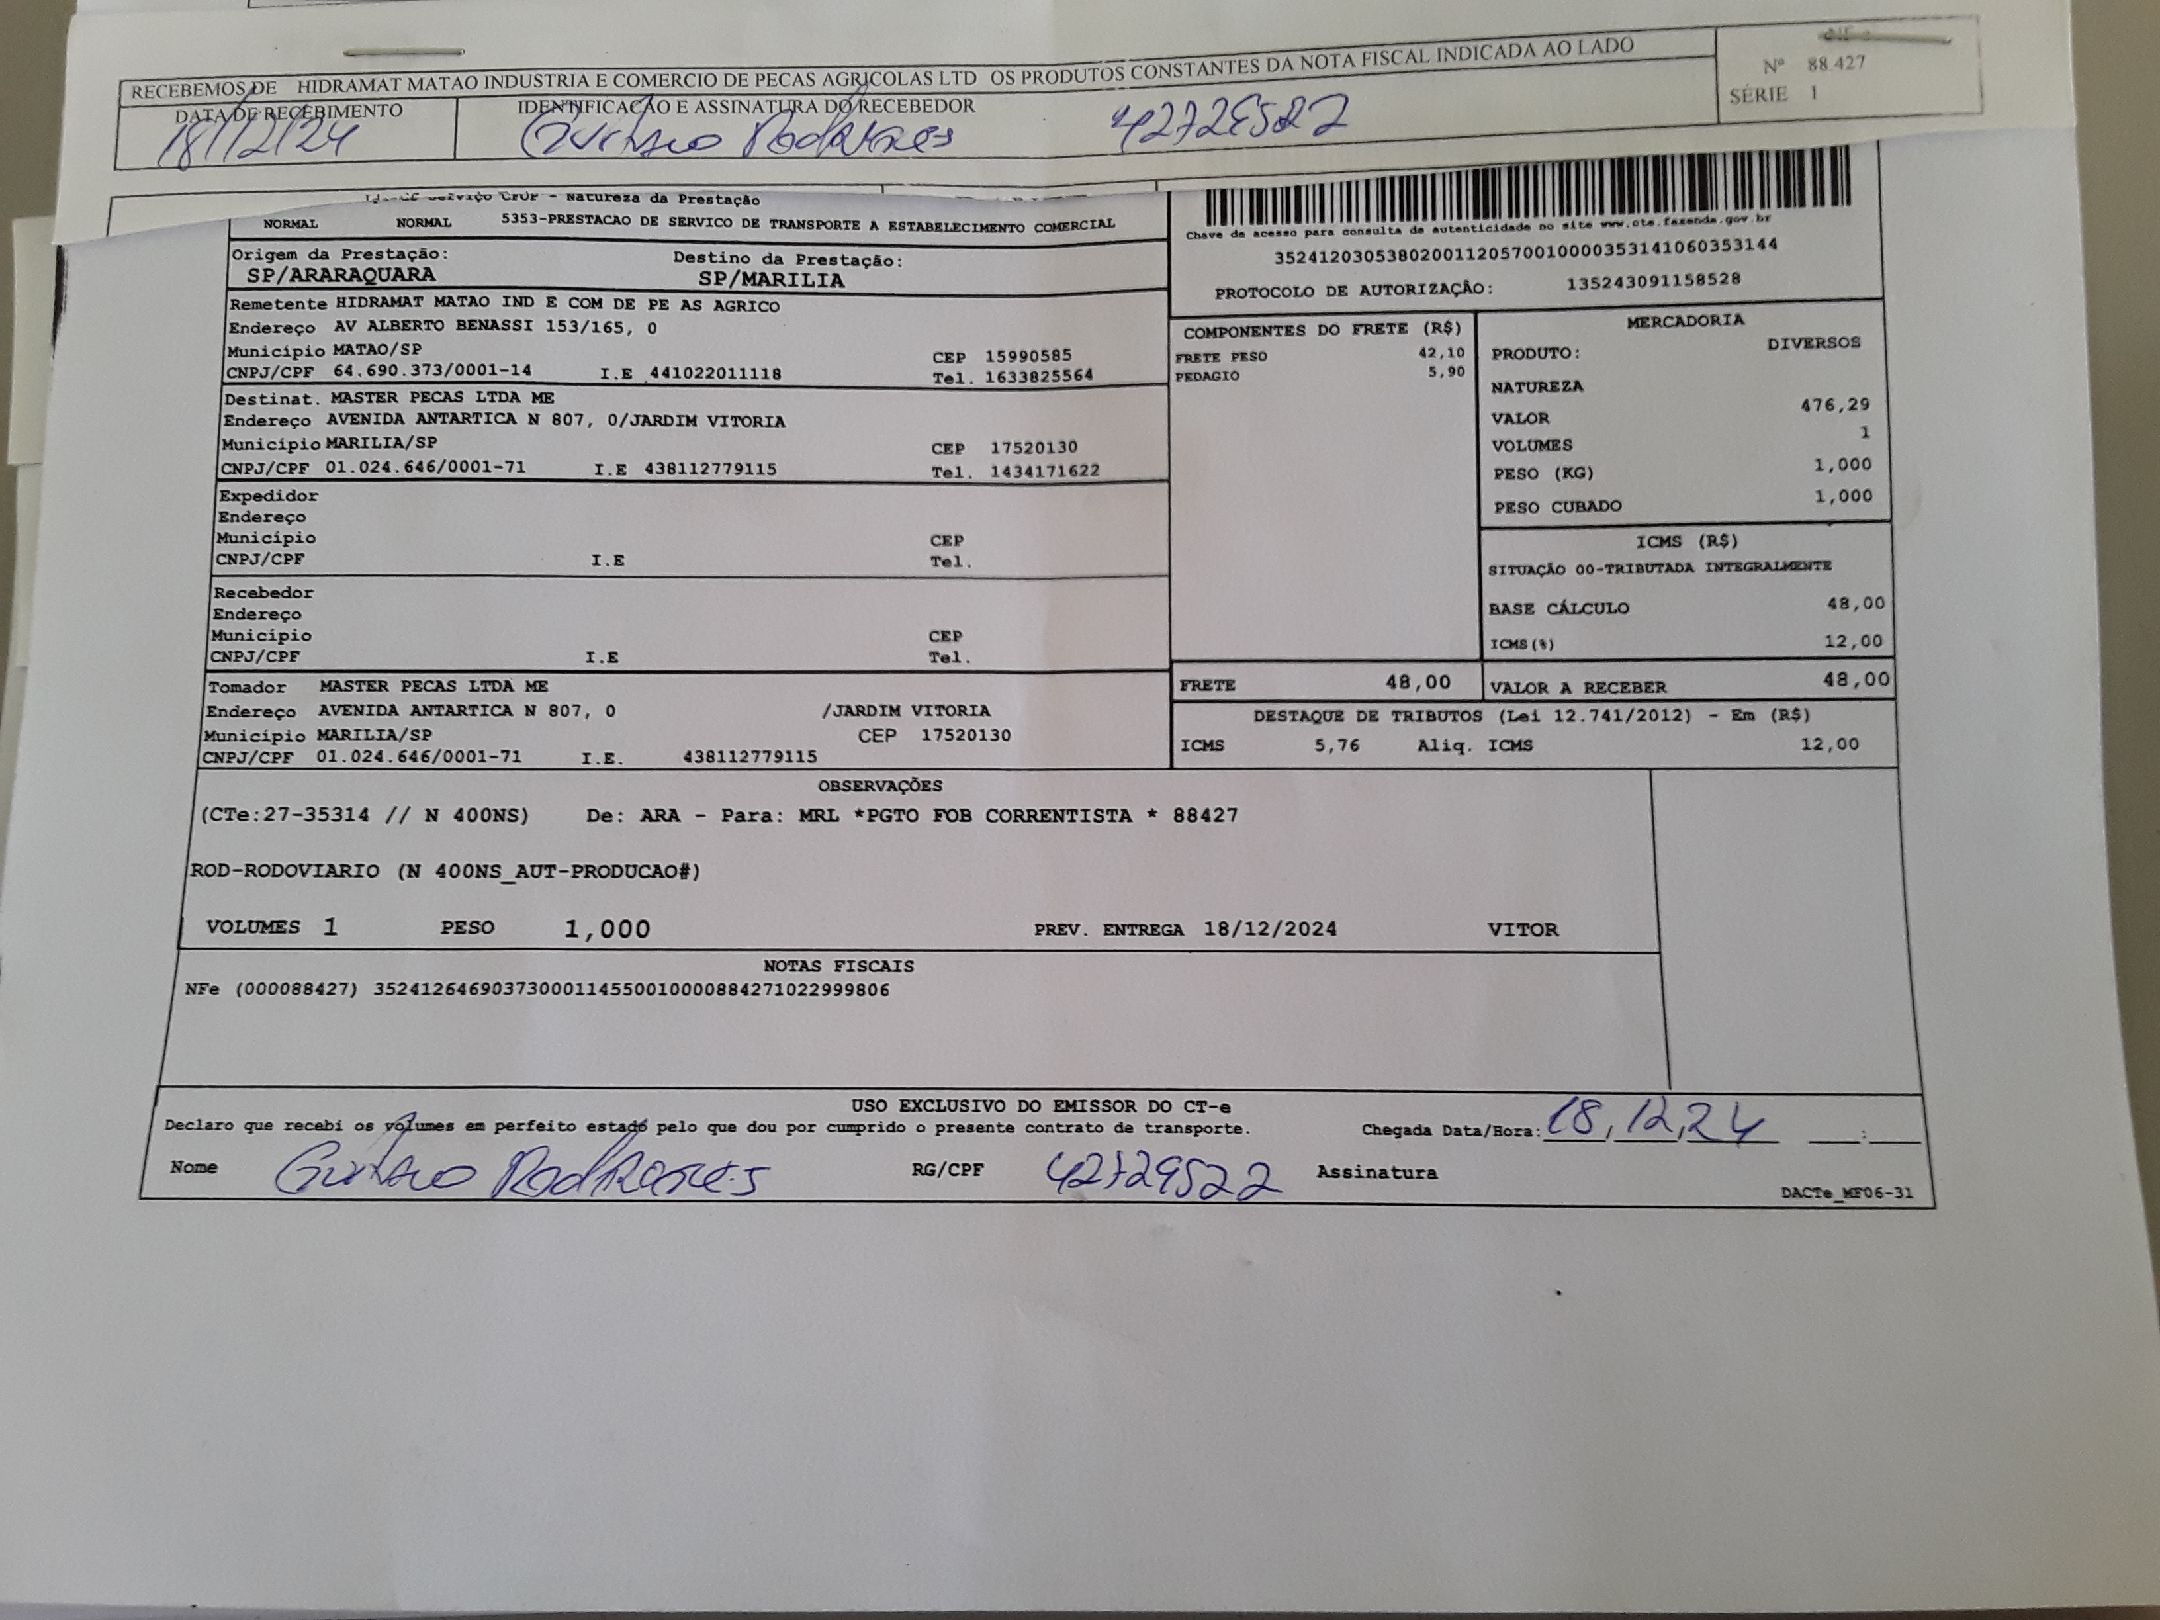 RECEBEMOS DE HIDRAMAT MATAO INDUSTRIA E COMERCIO DE PECAS AGRICOLAS LTD OS PRODUTOS CONSTANTES DA NOTA FISCAL INDICADA AO LADO
DATA DE RECEBIMENTO IDENTIFICAÇÃO E ASSINATURA DO RECEBEDOR
18/12/24 Gustavo Rodrigues 42729522
Nº 88.427
SÉRIE 1
Serviço CFOP - Natureza da Prestação
NORMAL NORMAL 5353-PRESTACAO DE SERVICO DE TRANSPORTE A ESTABELECIMENTO COMERCIAL
Chave de acesso para consulta de autenticidade no site www.cte.fazenda.gov.br
35241203053802001120570010000353141060353144
PROTOCOLO DE AUTORIZAÇÃO: 135243091158528
Origem da Prestação: Destino da Prestação:
SP/ARARAQUARA SP/MARILIA
Remetente HIDRAMAT MATAO IND E COM DE PE AS AGRICO
Endereço AV ALBERTO BENASSI 153/165, 0
Município MATAO/SP CEP 15990585
CNPJ/CPF 64.690.373/0001-14 I.E 441022011118 Tel. 1633825564
Destinat. MASTER PECAS LTDA ME
Endereço AVENIDA ANTARTICA N 807, 0/JARDIM VITORIA
Município MARILIA/SP CEP 17520130
CNPJ/CPF 01.024.646/0001-71 I.E 438112779115 Tel. 1434171622
Expedidor
Endereço
Município CEP
CNPJ/CPF I.E Tel.
Recebedor
Endereço
Município CEP
CNPJ/CPF I.E Tel.
Tomador MASTER PECAS LTDA ME
Endereço AVENIDA ANTARTICA N 807, 0 /JARDIM VITORIA
Município MARILIA/SP CEP 17520130
CNPJ/CPF 01.024.646/0001-71 I.E. 438112779115
COMPONENTES DO FRETE (R$)
FRETE PESO 42,10
PEDAGIO 5,90
FRETE 48,00
MERCADORIA
PRODUTO: DIVERSOS
NATUREZA
VALOR 476,29
VOLUMES 1
PESO (KG) 1,000
PESO CUBADO 1,000
ICMS (R$)
SITUAÇÃO 00-TRIBUTADA INTEGRALMENTE
BASE CÁLCULO 48,00
ICMS(%) 12,00
VALOR A RECEBER 48,00
DESTAQUE DE TRIBUTOS (Lei 12.741/2012) - Em (R$)
ICMS 5,76 Aliq. ICMS 12,00
OBSERVAÇÕES
(CTe:27-35314 // N 400NS) De: ARA - Para: MRL *PGTO FOB CORRENTISTA * 88427
ROD-RODOVIARIO (N 400NS_AUT-PRODUCAO#)
VOLUMES 1 PESO 1,000 PREV. ENTREGA 18/12/2024 VITOR
NOTAS FISCAIS
NFe (000088427) 35241264690373000114550010000884271022999806
USO EXCLUSIVO DO EMISSOR DO CT-e
Declaro que recebi os volumes em perfeito estado pelo que dou por cumprido o presente contrato de transporte. Chegada Data/Hora: 18,12,24 :
Nome Gustavo Rodrigues RG/CPF 42729522 Assinatura
DACTe_MF06-31